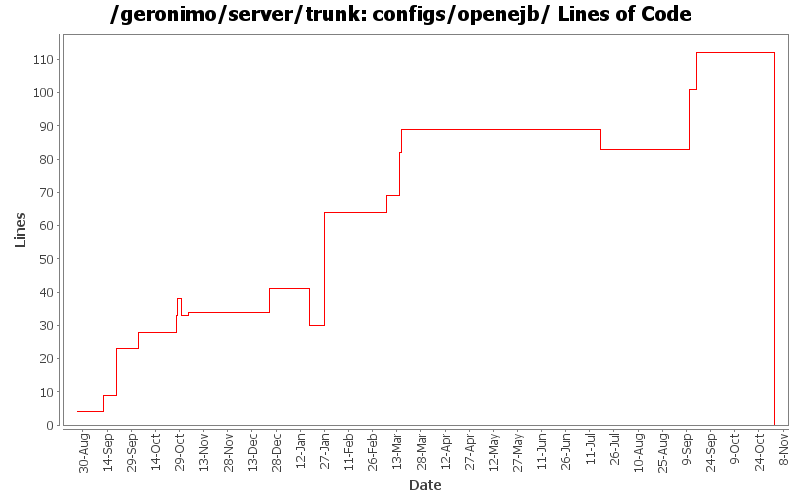 /geronimo/server/trunk: configs/openejb/ Lines of Code
Lines
110
100
90
80
70
60
50
40
30
20
10
0
30-Aug
14-Sep
29-Sep
14-Oct
29-Oct
13-Nov
28-Nov
13-Dec
28-Dec
12-Jan
27-Jan
11-Feb
26-Feb
13-Mar
28-Mar
12-Apr
27-Apr
12-May
27-May
11-Jun
26-Jun
11-Jul
26-Jul
10-Aug
25-Aug
9-Sep
24-Sep
9-Oct
24-Oct
8-Nov
Date